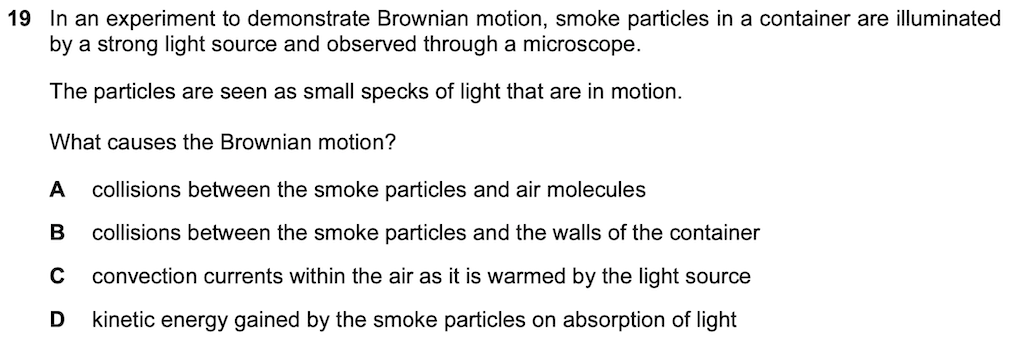 19 In an experiment to demonstrate Brownian motion, smoke particles in a container are illuminated
by a strong light source and observed through a microscope.
The particles are seen as small specks of light that are in motion.
What causes the Brownian motion?
A collisions between the smoke particles and air molecules
B collisions between the smoke particles and the walls of the container
C convection currents within the air as it is warmed by the light source
D kinetic energy gained by the smoke particles on absorption of light